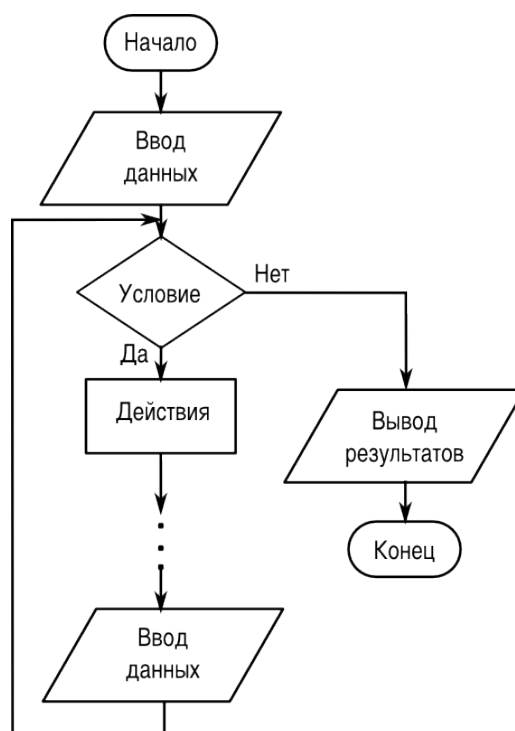 Начало
Ввод
данных
Условие
Нет
Да
Действия
Вывод
результатов
Конец
Ввод
данных